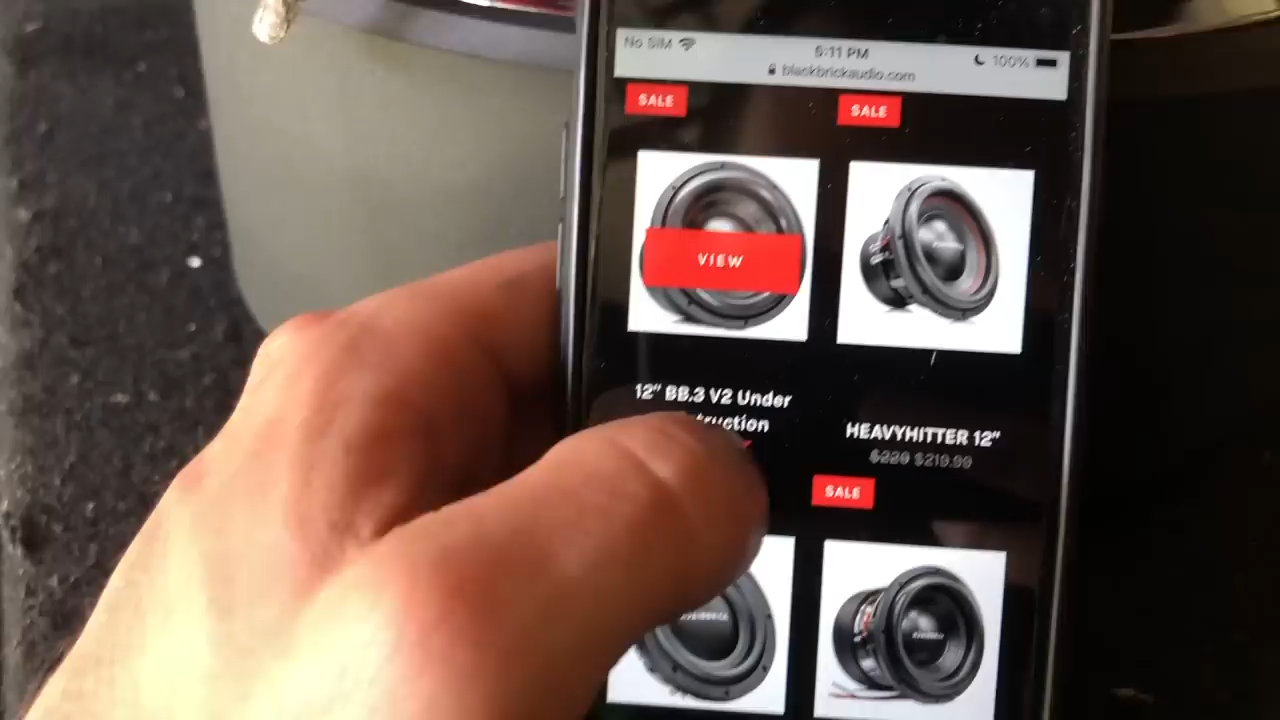 No SIM
6:11 PM
100%
blackbrickaudio.com
SALE
SALE
VIEW
12" BB.3 V2 Under
HEAVYHITTER 12"
$229 $219.99
SALE